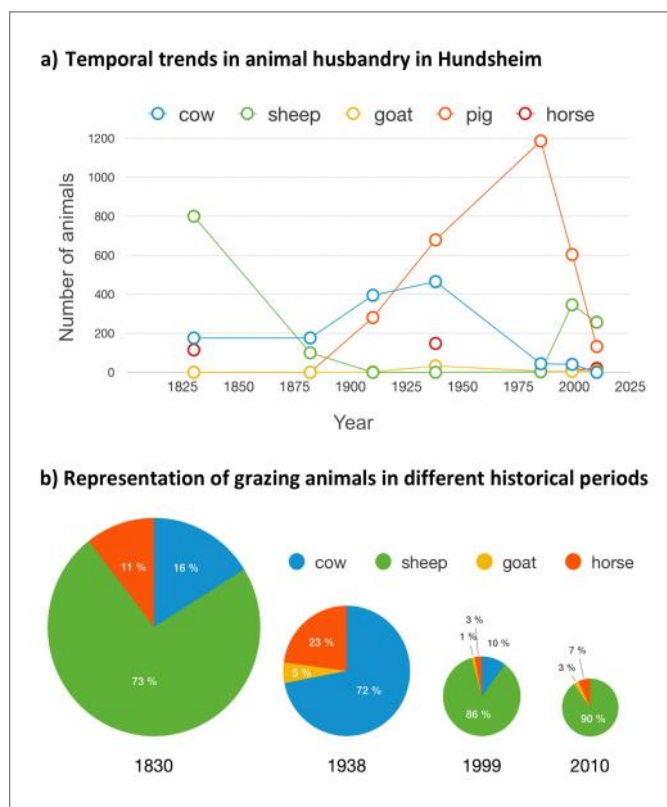 a) Temporal trends in animal husbandry in Hundsheim
cow sheep goat pig horse
1200
1000
800
600
400
200
0
Number of animals
1825 1850 1875 1900 1925 1950 1975 2000 2025
Year
b) Representation of grazing animals in different historical periods
cow sheep goat horse
11 % 16 %
73 %
23 %
5 %
72 %
3 %
1 % 10 %
86 %
7 %
3 %
90 %
1830 1938 1999 2010